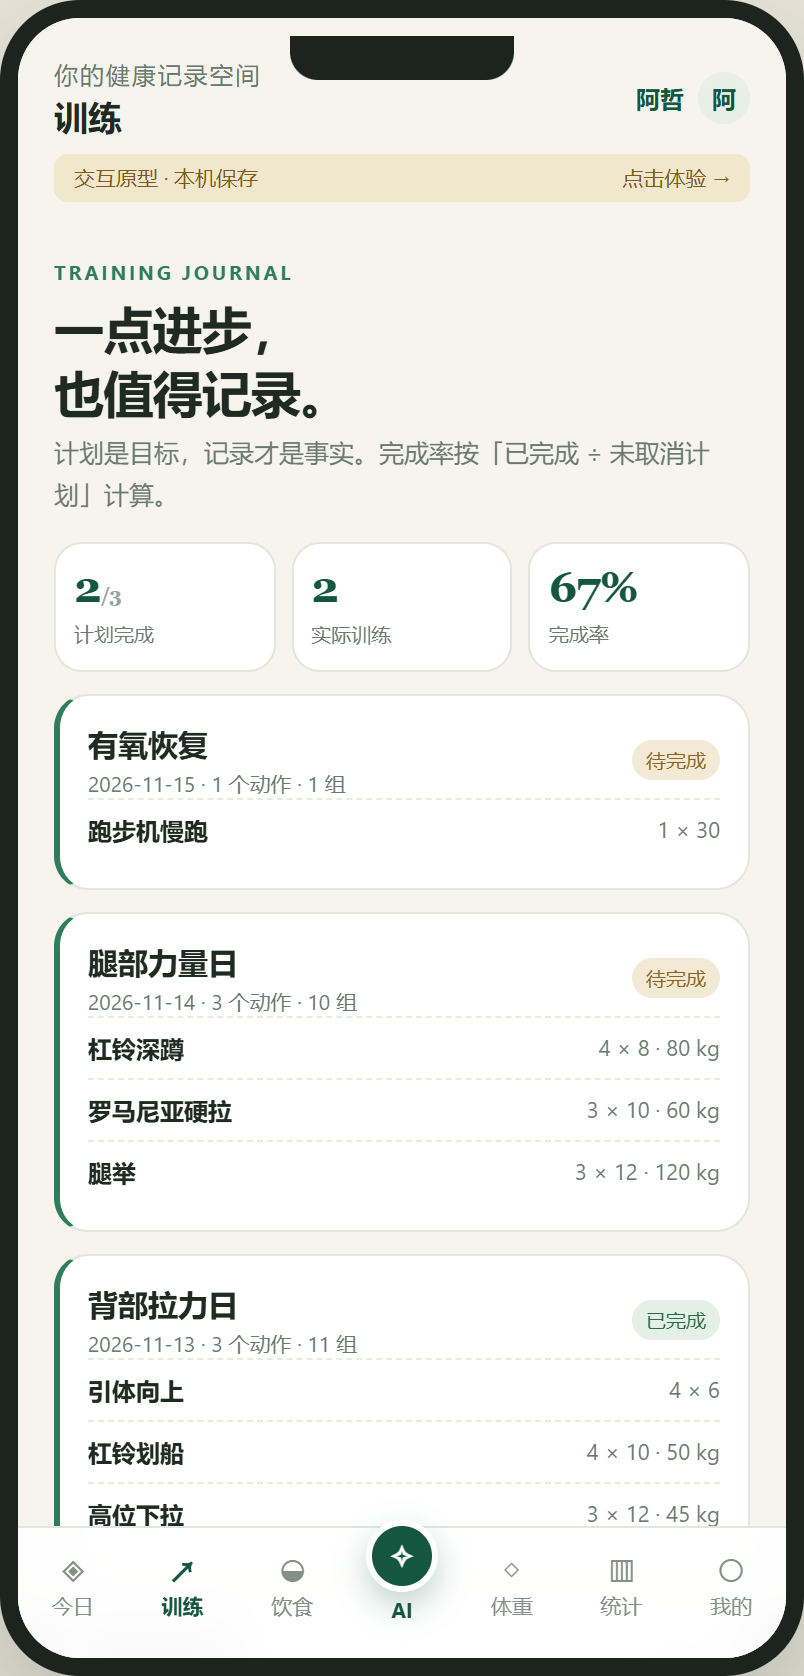 你的健康记录空间
训练
阿哲 阿
交互原型 · 本机保存 点击体验 →
TRAINING JOURNAL
一点进步，
也值得记录。
计划是目标，记录才是事实。完成率按「已完成 ÷ 未取消计
划」计算。
2/3
计划完成
2
实际训练
67%
完成率
有氧恢复
2026-11-15 · 1 个动作 · 1 组
待完成
跑步机慢跑 1 × 30
腿部力量日
2026-11-14 · 3 个动作 · 10 组
待完成
杠铃深蹲 4 × 8 · 80 kg
罗马尼亚硬拉 3 × 10 · 60 kg
腿举 3 × 12 · 120 kg
背部拉力日
2026-11-13 · 3 个动作 · 11 组
已完成
引体向上 4 × 6
杠铃划船 4 × 10 · 50 kg
高位下拉 3 × 12 · 45 kg
今日 训练 饮食 AI 体重 统计 我的